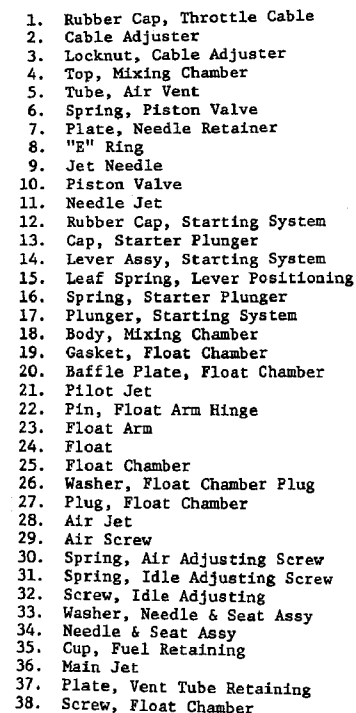 1. Rubber Cap, Throttle Cable
2. Cable Adjuster
3. Locknut, Cable Adjuster
4. Top, Mixing Chamber
5. Tube, Air Vent
6. Spring, Piston Valve
7. Plate, Needle Retainer
8. "E" Ring
9. Jet Needle
10. Piston Valve
11. Needle Jet
12. Rubber Cap, Starting System
13. Cap, Starter Plunger
14. Lever Assy, Starting System
15. Leaf Spring, Lever Positioning
16. Spring, Starter Plunger
17. Plunger, Starting System
18. Body, Mixing Chamber
19. Gasket, Float Chamber
20. Baffle Plate, Float Chamber
21. Pilot Jet
22. Pin, Float Arm Hinge
23. Float Arm
24. Float
25. Float Chamber
26. Washer, Float Chamber Plug
27. Plug, Float Chamber
28. Air Jet
29. Air Screw
30. Spring, Air Adjusting Screw
31. Spring, Idle Adjusting Screw
32. Screw, Idle Adjusting
33. Washer, Needle & Seat Assy
34. Needle & Seat Assy
35. Cup, Fuel Retaining
36. Main Jet
37. Plate, Vent Tube Retaining
38. Screw, Float Chamber